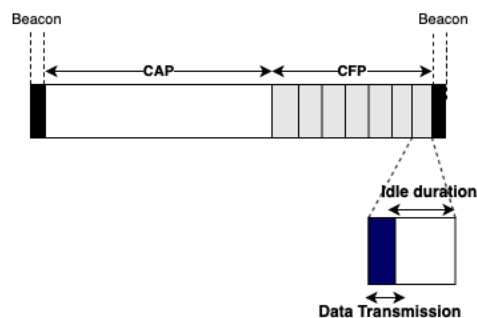 Beacon
Beacon
CAP
CFP
Idle duration
Data Transmission